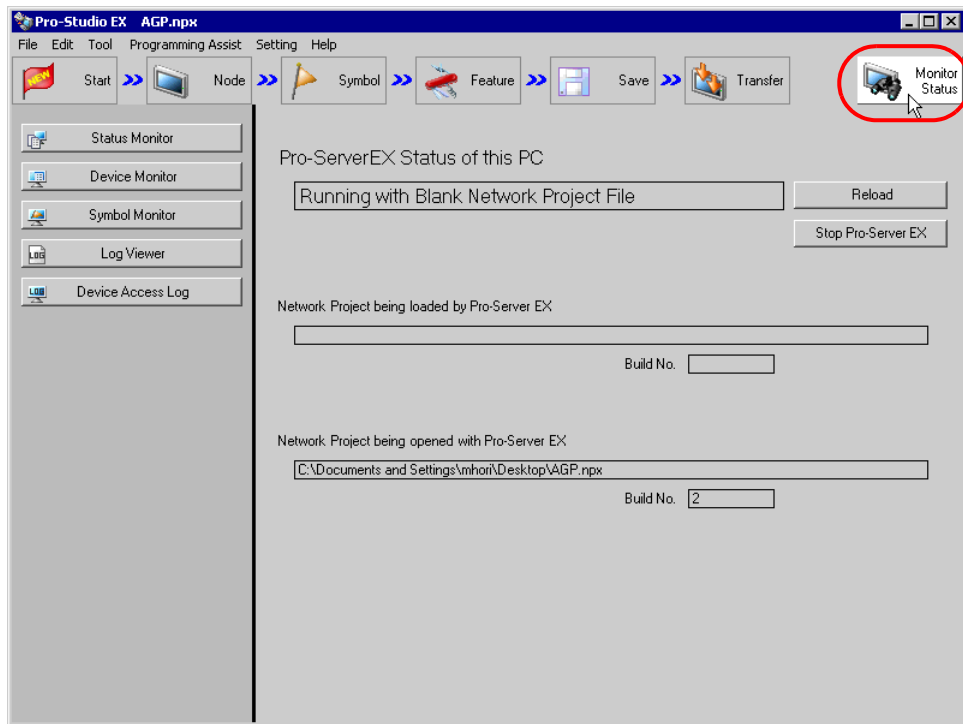 Pro-Studio EX    AGP.npx
File Edit Tool Programming Assist Setting Help
NEW Start Node Symbol Feature Save Transfer Monitor Status
Status Monitor
Device Monitor
Symbol Monitor
LOG Log Viewer
LOG Device Access Log
Pro-ServerEX Status of this PC
Running with Blank Network Project File
Reload
Stop Pro-Server EX
Network Project being loaded by Pro-Server EX
Build No.
Network Project being opened with Pro-Server EX
C:\Documents and Settings\mhori\Desktop\AGP.npx
Build No. 2